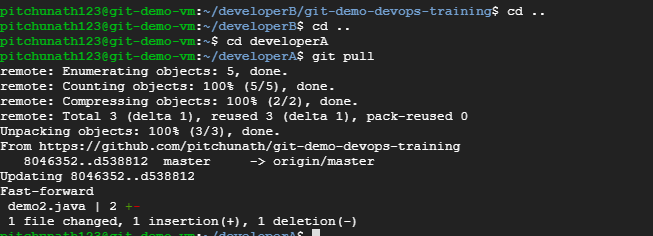 pitchunath123@git-demo-vm:~/developerB/git-demo-devops-training$ cd ..
pitchunath123@git-demo-vm:~/developerB$ cd ..
pitchunath123@git-demo-vm:~$ cd developerA
pitchunath123@git-demo-vm:~/developerA$ git pull
remote: Enumerating objects: 5, done.
remote: Counting objects: 100% (5/5), done.
remote: Compressing objects: 100% (2/2), done.
remote: Total 3 (delta 1), reused 3 (delta 1), pack-reused 0
Unpacking objects: 100% (3/3), done.
From https://github.com/pitchunath/git-demo-devops-training
   8046352..d538812  master     -> origin/master
Updating 8046352..d538812
Fast-forward
 demo2.java | 2 +-
 1 file changed, 1 insertion(+), 1 deletion(-)
pitchunath123@git-demo-vm:~/developerA$